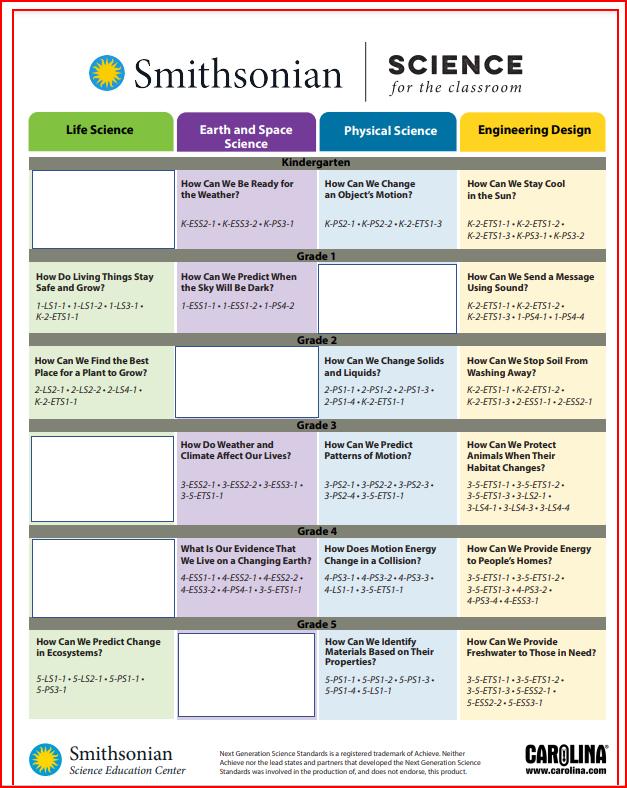 Smithsonian
SCIENCE
for the classroom
Life Science
Earth and Space
Science
Physical Science
Engineering Design
Kindergarten
How Can We Be Ready for
the Weather?
K-ESS2-1 • K-ESS3-2 • K-PS3-1
How Can We Change
an Object's Motion?
K-PS2-1 • K-PS2-2 • K-2-ETS1-3
How Can We Stay Cool
in the Sun?
K-2-ETS1-1 • K-2-ETS1-2 •
K-2-ETS1-3 • K-PS3-1 • K-PS3-2
Grade 1
How Do Living Things Stay
Safe and Grow?
1-LS1-1 • 1-LS1-2 • 1-LS3-1 •
K-2-ETS1-1
How Can We Predict When
the Sky Will Be Dark?
1-ESS1-1 • 1-ESS1-2 • 1-PS4-2
How Can We Send a Message
Using Sound?
K-2-ETS1-1 • K-2-ETS1-2 •
K-2-ETS1-3 • 1-PS4-1 • 1-PS4-4
Grade 2
How Can We Find the Best
Place for a Plant to Grow?
2-LS2-1 • 2-LS2-2 • 2-LS4-1 •
K-2-ETS1-1
How Can We Change Solids
and Liquids?
2-PS1-1 • 2-PS1-2 • 2-PS1-3 •
2-PS1-4 • K-2-ETS1-1
How Can We Stop Soil From
Washing Away?
K-2-ETS1-1 • K-2-ETS1-2 •
K-2-ETS1-3 • 2-ESS1-1 • 2-ESS2-1
Grade 3
How Do Weather and
Climate Affect Our Lives?
3-ESS2-1 • 3-ESS2-2 • 3-ESS3-1 •
3-5-ETS1-1
How Can We Predict
Patterns of Motion?
3-PS2-1 • 3-PS2-2 • 3-PS2-3 •
3-PS2-4 • 3-5-ETS1-1
How Can We Protect
Animals When Their
Habitat Changes?
3-5-ETS1-1 • 3-5-ETS1-2 •
3-5-ETS1-3 • 3-LS2-1 •
3-LS4-1 • 3-LS4-3 • 3-LS4-4
Grade 4
What Is Our Evidence That
We Live on a Changing Earth?
4-ESS1-1 • 4-ESS2-1 • 4-ESS2-2 •
4-ESS3-2 • 4-PS4-1 • 3-5-ETS1-1
How Does Motion Energy
Change in a Collision?
4-PS3-1 • 4-PS3-2 • 4-PS3-3 •
4-LS1-1 • 3-5-ETS1-1
How Can We Provide Energy
to People's Homes?
3-5-ETS1-1 • 3-5-ETS1-2 •
3-5-ETS1-3 • 4-PS3-2 •
4-PS3-4 • 4-ESS3-1
Grade 5
How Can We Predict Change
in Ecosystems?
5-LS1-1 • 5-LS2-1 • 5-PS1-1 •
5-PS3-1
How Can We Identify
Materials Based on Their
Properties?
5-PS1-1 • 5-PS1-2 • 5-PS1-3 •
5-PS1-4 • 5-LS1-1
How Can We Provide
Freshwater to Those in Need?
3-5-ETS1-1 • 3-5-ETS1-2 •
3-5-ETS1-3 • 5-ESS2-1 •
5-ESS2-2 • 5-ESS3-1
Smithsonian
Science Education Center
Next Generation Science Standards is a registered trademark of Achieve. Neither
Achieve nor the lead states and partners that developed the Next Generation Science
Standards was involved in the production of, and does not endorse, this product.
CAROLINA®
www.carolina.com